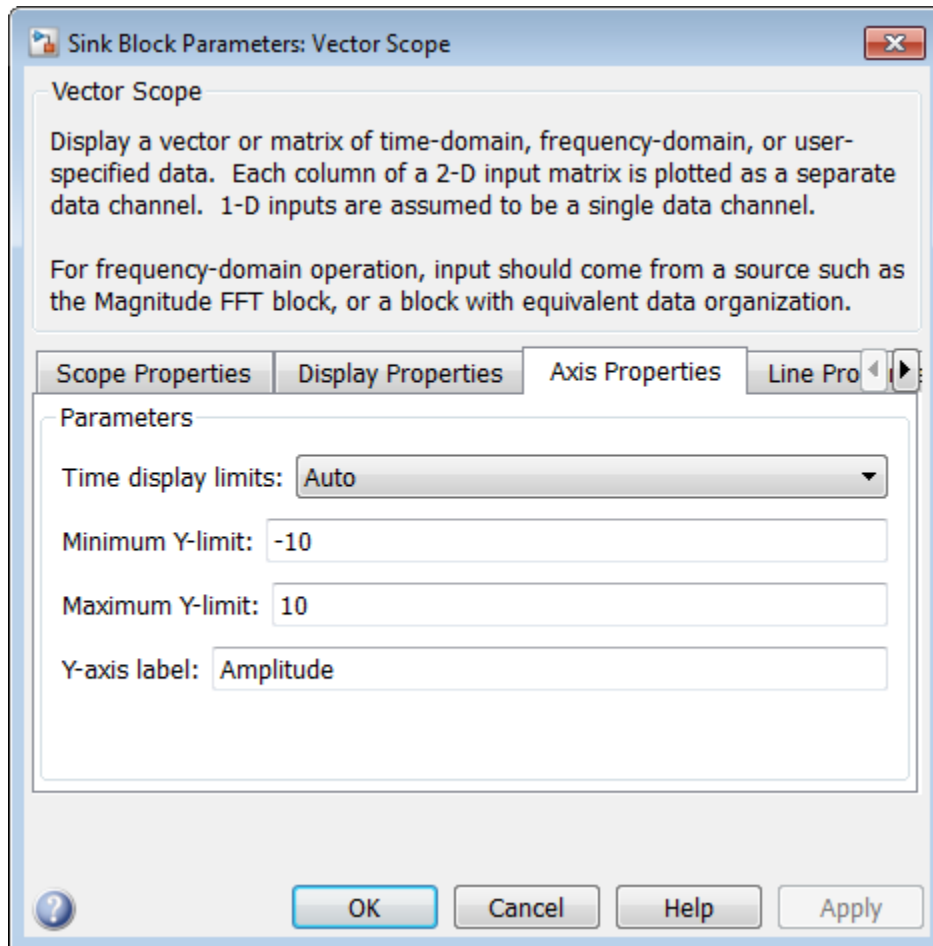 Sink Block Parameters: Vector Scope
Vector Scope
Display a vector or matrix of time-domain, frequency-domain, or user-
specified data.  Each column of a 2-D input matrix is plotted as a separate
data channel.  1-D inputs are assumed to be a single data channel.
For frequency-domain operation, input should come from a source such as
the Magnitude FFT block, or a block with equivalent data organization.
Scope Properties Display Properties Axis Properties Line Pro
Parameters
Time display limits: Auto
Minimum Y-limit: -10
Maximum Y-limit: 10
Y-axis label: Amplitude
OK Cancel Help Apply